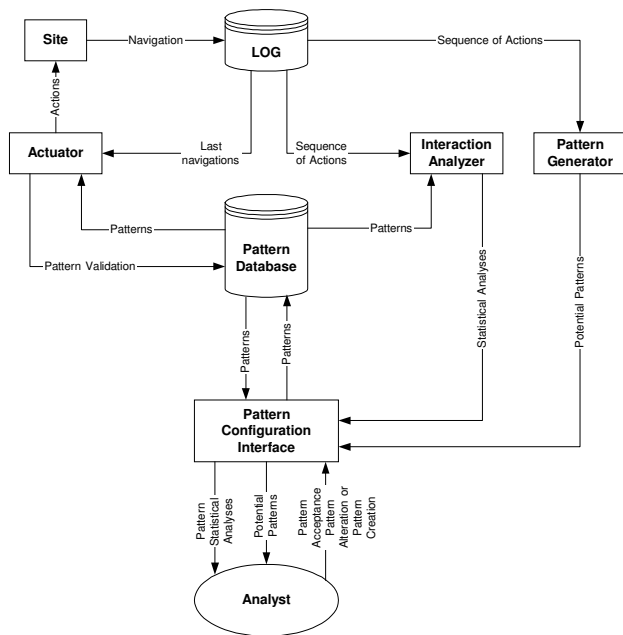 Site
Navigation
LOG
Sequence of Actions
Actions
Actuator
Last
navigations
Sequence
of Actions
Interaction
Analyzer
Pattern
Generator
Patterns
Patterns
Pattern Validation
Pattern
Database
Statistical Analyses
Potential Patterns
Patterns
Patterns
Pattern
Configuration
Interface
Pattern
Statistical
Analyses
Potential
Patterns
Pattern
Acceptance
Pattern
Alteration or
Pattern
Creation
Analyst